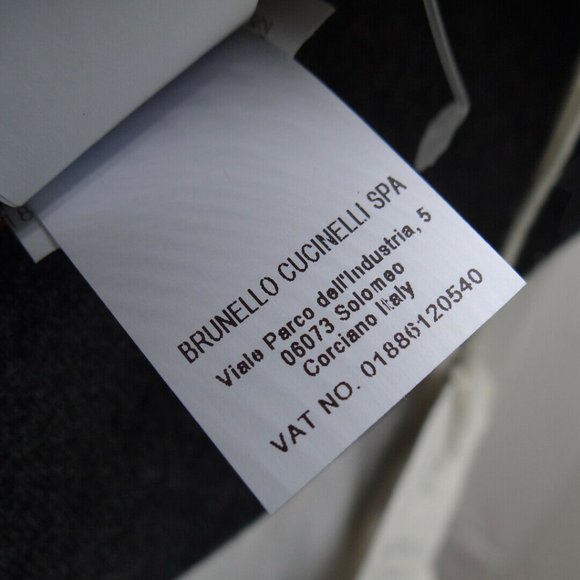 BRUNELLO CUCINELLI SPA
Viale Parco dell'Industria, 5
06073 Solomeo
Corciano Italy
VAT NO. 01886120540